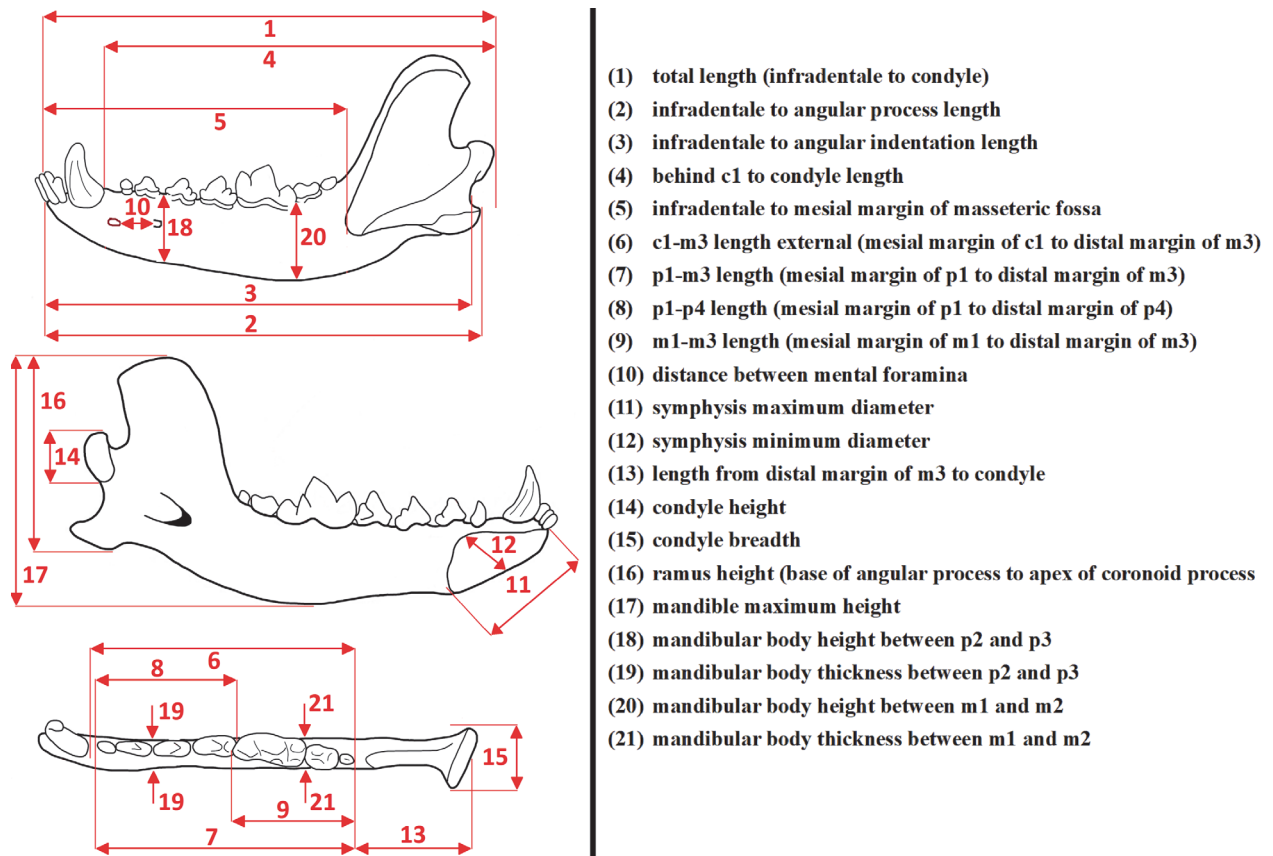 1
4
5
10
18
20
3
2
16
14
17
12
11
6
8
19
21
15
19
21
9
7
13
(1) total length (infradentale to condyle)
(2) infradentale to angular process length
(3) infradentale to angular indentation length
(4) behind c1 to condyle length
(5) infradentale to mesial margin of masseteric fossa
(6) c1-m3 length external (mesial margin of c1 to distal margin of m3)
(7) p1-m3 length (mesial margin of p1 to distal margin of m3)
(8) p1-p4 length (mesial margin of p1 to distal margin of p4)
(9) m1-m3 length (mesial margin of m1 to distal margin of m3)
(10) distance between mental foramina
(11) symphysis maximum diameter
(12) symphysis minimum diameter
(13) length from distal margin of m3 to condyle
(14) condyle height
(15) condyle breadth
(16) ramus height (base of angular process to apex of coronoid process
(17) mandible maximum height
(18) mandibular body height between p2 and p3
(19) mandibular body thickness between p2 and p3
(20) mandibular body height between m1 and m2
(21) mandibular body thickness between m1 and m2